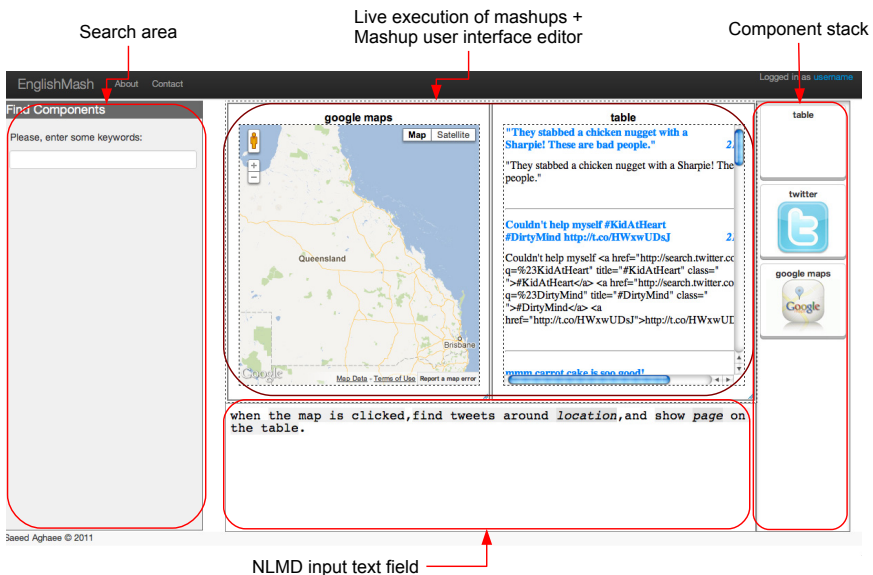 Search area
Live execution of mashups +
Mashup user interface editor
Component stack
EnglishMash About Contact
Logged in as username
Find Components
Please, enter some keywords:
google maps
Map Satellite
+
−
Queensland
Brisbane
Google
Map Data - Terms of Use Report a map error
table
"They stabbed a chicken nugget with a
Sharpie! These are bad people." 2.
"They stabbed a chicken nugget with a Sharpie! The
people."
Couldn't help myself #KidAtHeart
#DirtyMind http://t.co/HWxwUDsJ 2.
Couldn't help myself <a href="http://search.twitter.co
q=%23KidAtHeart" title="#KidAtHeart" class="
">#KidAtHeart</a> <a href="http://search.twitter.co
q=%23DirtyMind" title="#DirtyMind" class="
">#DirtyMind</a> <a
href="http://t.co/HWxwUDsJ">http://t.co/HWxwUD
mmm carrot cake is soo good!
table
twitter
google maps
Google
when the map is clicked,find tweets around location,and show page on
the table.
Saeed Aghaee © 2011
NLMD input text field